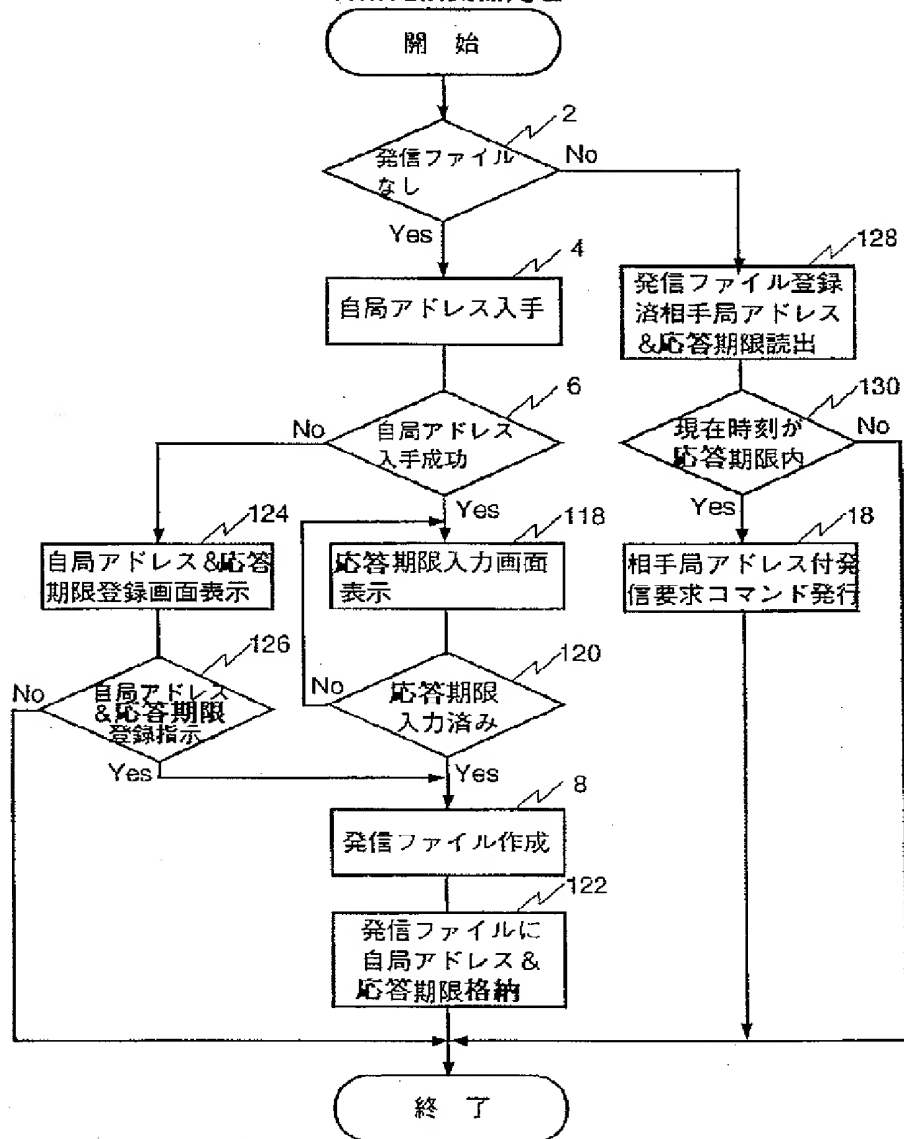 開 始
2
発信ファイル
なし
No
Yes
4
自局アドレス入手
128
発信ファイル登録
済相手局アドレス
&応答期限読出
6
自局アドレス
入手成功
No
Yes
130
現在時刻が
応答期限内
No
Yes
124
自局アドレス&応答
期限登録画面表示
118
応答期限入力画面
表示
18
相手局アドレス付発
信要求コマンド発行
126
自局アドレス
&応答期限
登録指示
No
Yes
120
応答期限
入力済み
No
Yes
8
発信ファイル作成
122
発信ファイルに
自局アドレス&
応答期限格納
終 了